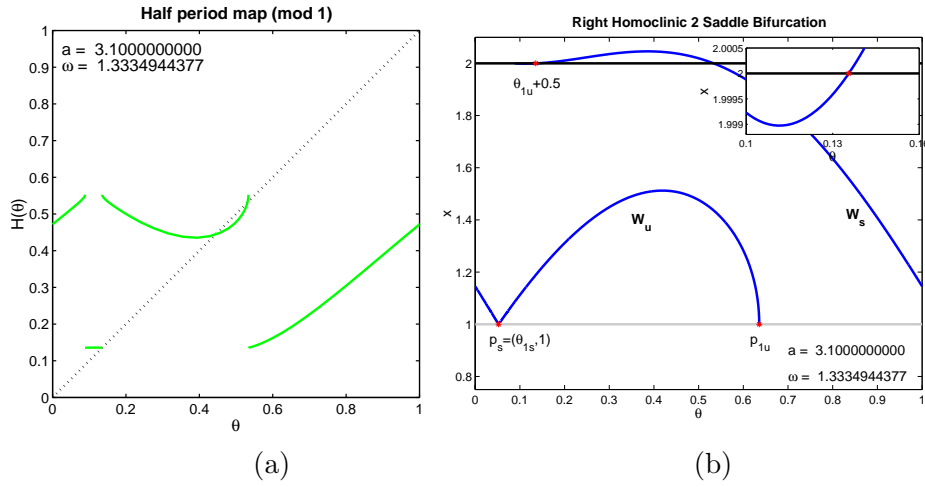 Half period map (mod 1)
a = 3.1000000000
ω = 1.3334944377
H(θ)
1
0.9
0.8
0.7
0.6
0.5
0.4
0.3
0.2
0.1
0
0 0.2 0.4 0.6 0.8 1
θ
(a)
Right Homoclinic 2 Saddle Bifurcation
x
2
1.8
1.6
1.4
1.2
1
0.8
θ1u+0.5
2.0005
2
1.9995
1.999
x
0.1 0.13 0.16
θ
Wu
Ws
ps=(θ1s,1)
p1u
a = 3.1000000000
ω = 1.3334944377
0 0.1 0.2 0.3 0.4 0.5 0.6 0.7 0.8 0.9 1
θ
(b)